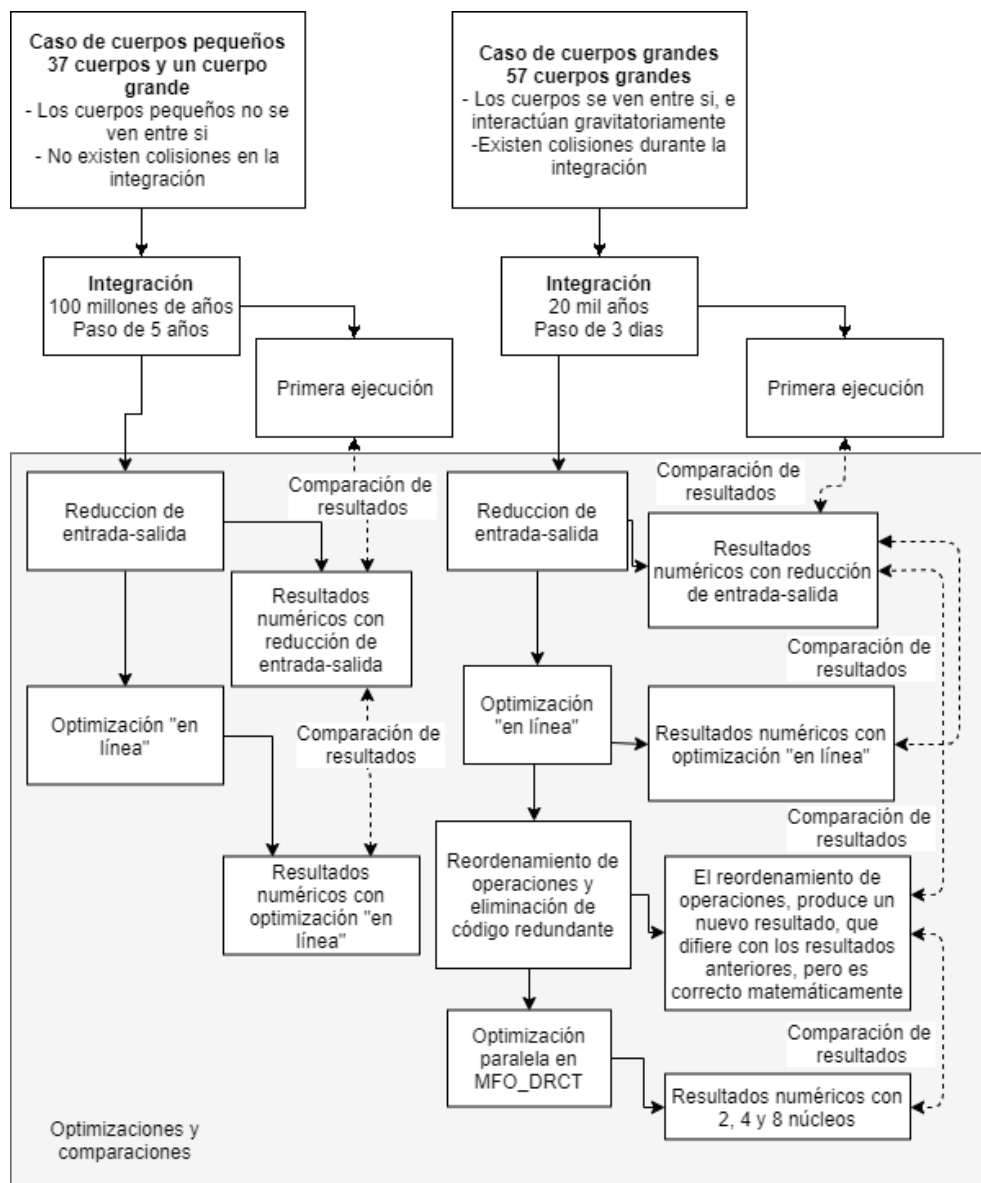 Caso de cuerpos pequeños
37 cuerpos y un cuerpo
grande
- Los cuerpos pequeños no se
ven entre si
- No existen colisiones en la
integración
Caso de cuerpos grandes
57 cuerpos grandes
- Los cuerpos se ven entre si, e
interactúan gravitatoriamente
-Existen colisiones durante la
integración
Integración
100 millones de años
Paso de 5 años
Integración
20 mil años
Paso de 3 dias
Primera ejecución
Primera ejecución
Comparación de
resultados
Comparación de
resultados
Reduccion de
entrada-salida
Reduccion de
entrada-salida
Resultados
numéricos con
reducción de
entrada-salida
Resultados
numéricos con reducción
de entrada-salida
Comparación de
resultados
Optimización "en
línea"
Comparación de
resultados
Optimización
"en línea"
Resultados numéricos con
optimización "en línea"
Comparación de
resultados
Resultados
numéricos con
optimización "en
línea"
Reordenamiento de
operaciones y
eliminación de
código redundante
El reordenamiento de
operaciones, produce un
nuevo resultado, que
difiere con los resultados
anteriores, pero es
correcto matemáticamente
Comparación de
resultados
Optimización
paralela en
MFO_DRCT
Resultados numéricos con
2, 4 y 8 núcleos
Optimizaciones y
comparaciones